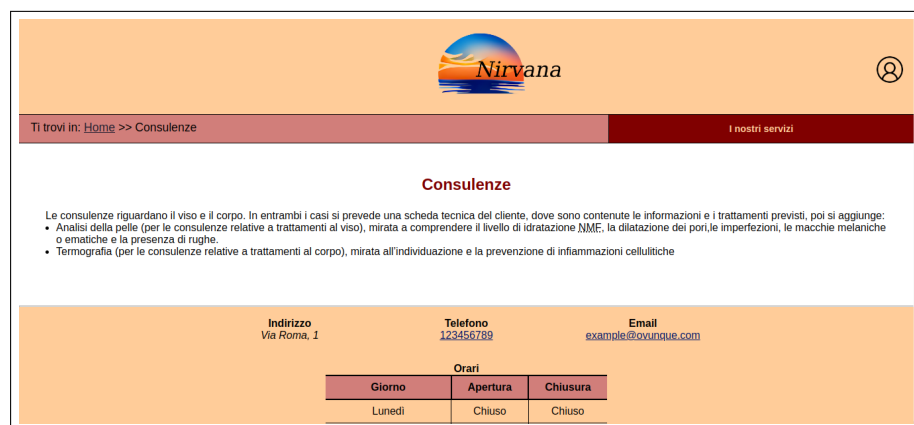 Nirvana
Ti trovi in: Home >> Consulenze
I nostri servizi
Consulenze
Le consulenze riguardano il viso e il corpo. In entrambi i casi si prevede una scheda tecnica del cliente, dove sono contenute le informazioni e i trattamenti previsti, poi si aggiunge:
• Analisi della pelle (per le consulenze relative a trattamenti al viso), mirata a comprendere il livello di idratazione NMF, la dilatazione dei pori,le imperfezioni, le macchie melaniche
o ematiche e la presenza di rughe.
• Termografia (per le consulenze relative a trattamenti al corpo), mirata all'individuazione e la prevenzione di infiammazioni cellulitiche
Indirizzo Telefono Email
Via Roma, 1 123456789 example@ovunque.com
Orari
Giorno Apertura Chiusura
Lunedì Chiuso Chiuso